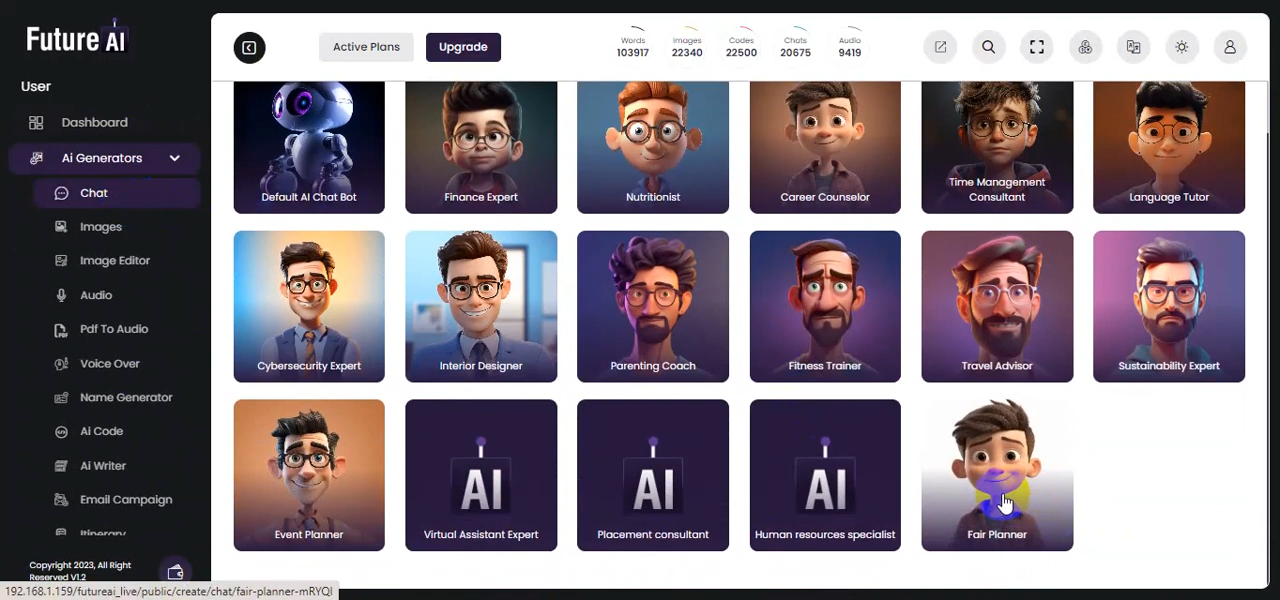 Future AI
User
Dashboard
Ai Generators
Chat
Images
Image Editor
Audio
Pdf To Audio
Voice Over
Name Generator
Ai Code
Ai Writer
Email Campaign
Itinerary
Copyright 2023, All Right
Reserved V1.2
Active Plans
Upgrade
Words
103917
Images
22340
Codes
22500
Chats
20675
Audio
9419
Default AI Chat Bot
Finance Expert
Nutritionist
Career Counselor
Time Management
Consultant
Language Tutor
Cybersecurity Expert
Interior Designer
Parenting Coach
Fitness Trainer
Travel Advisor
Sustainability Expert
AI
AI
AI
Event Planner
Virtual Assistant Expert
Placement consultant
Human resources specialist
Fair Planner
192.168.1.159/futureai_live/public/create/chat/fair-planner-mRYQI